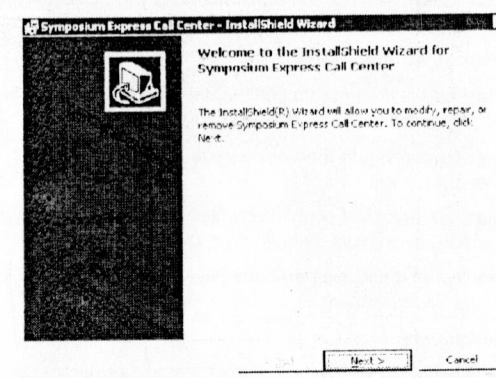 Symposium Express Call Center - InstallShield Wizard
Welcome to the InstallShield Wizard for
Symposium Express Call Center
The InstallShield(R) Wizard will allow you to modify, repair, or
remove Symposium Express Call Center. To continue, click
Next.
Next >
Cancel